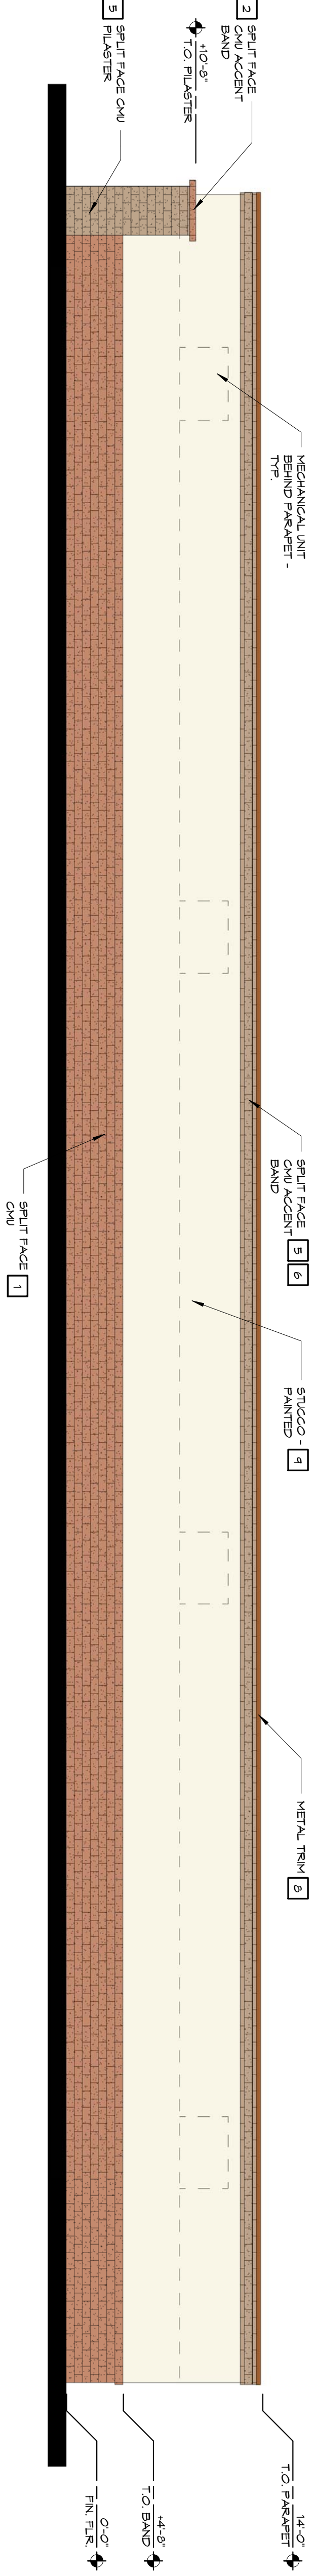 2
SPLIT FACE
CMU ACCENT
BAND
MECHANICAL UNIT
BEHIND PARAPET -
TYP.
SPLIT FACE
CMU ACCENT
BAND
5 6
STUCCO -
PAINTED
9
METAL TRIM 8
14'-0"
T.O. PARAPET
+10'-8"
T.O. PILASTER
+4'-8"
T.O. BAND
5
SPLIT FACE CMU
PILASTER
0'-0"
FIN. FLR.
SPLIT FACE
CMU
1